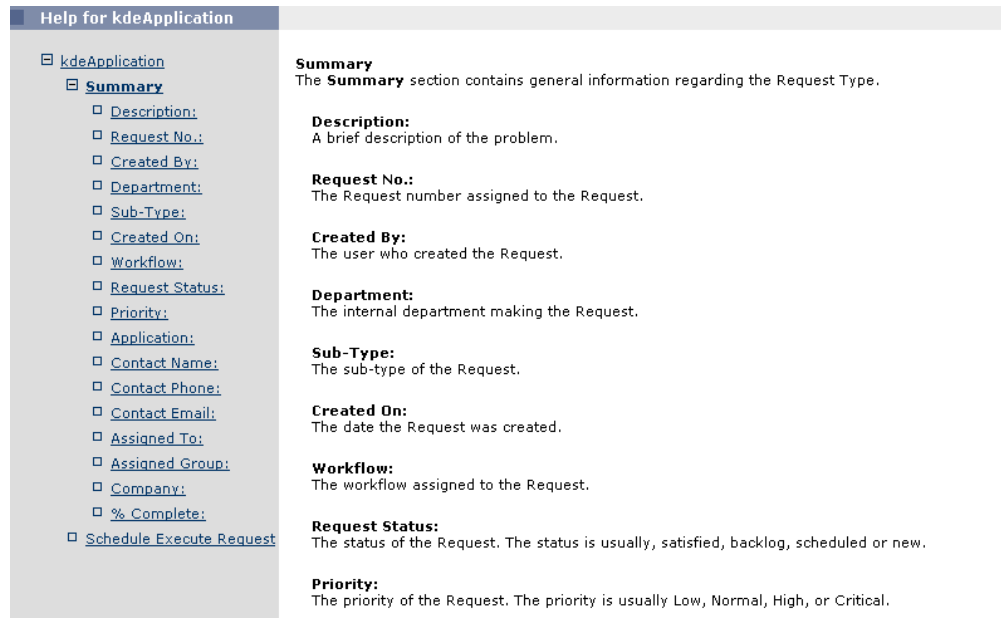 Help for kdeApplication
kdeApplication
Summary
Description:
Request No.:
Created By:
Department:
Sub-Type:
Created On:
Workflow:
Request Status:
Priority:
Application:
Contact Name:
Contact Phone:
Contact Email:
Assigned To:
Assigned Group:
Company:
% Complete:
Schedule Execute Request
Summary
The Summary section contains general information regarding the Request Type.
Description:
A brief description of the problem.
Request No.:
The Request number assigned to the Request.
Created By:
The user who created the Request.
Department:
The internal department making the Request.
Sub-Type:
The sub-type of the Request.
Created On:
The date the Request was created.
Workflow:
The workflow assigned to the Request.
Request Status:
The status of the Request. The status is usually, satisfied, backlog, scheduled or new.
Priority:
The priority of the Request. The priority is usually Low, Normal, High, or Critical.